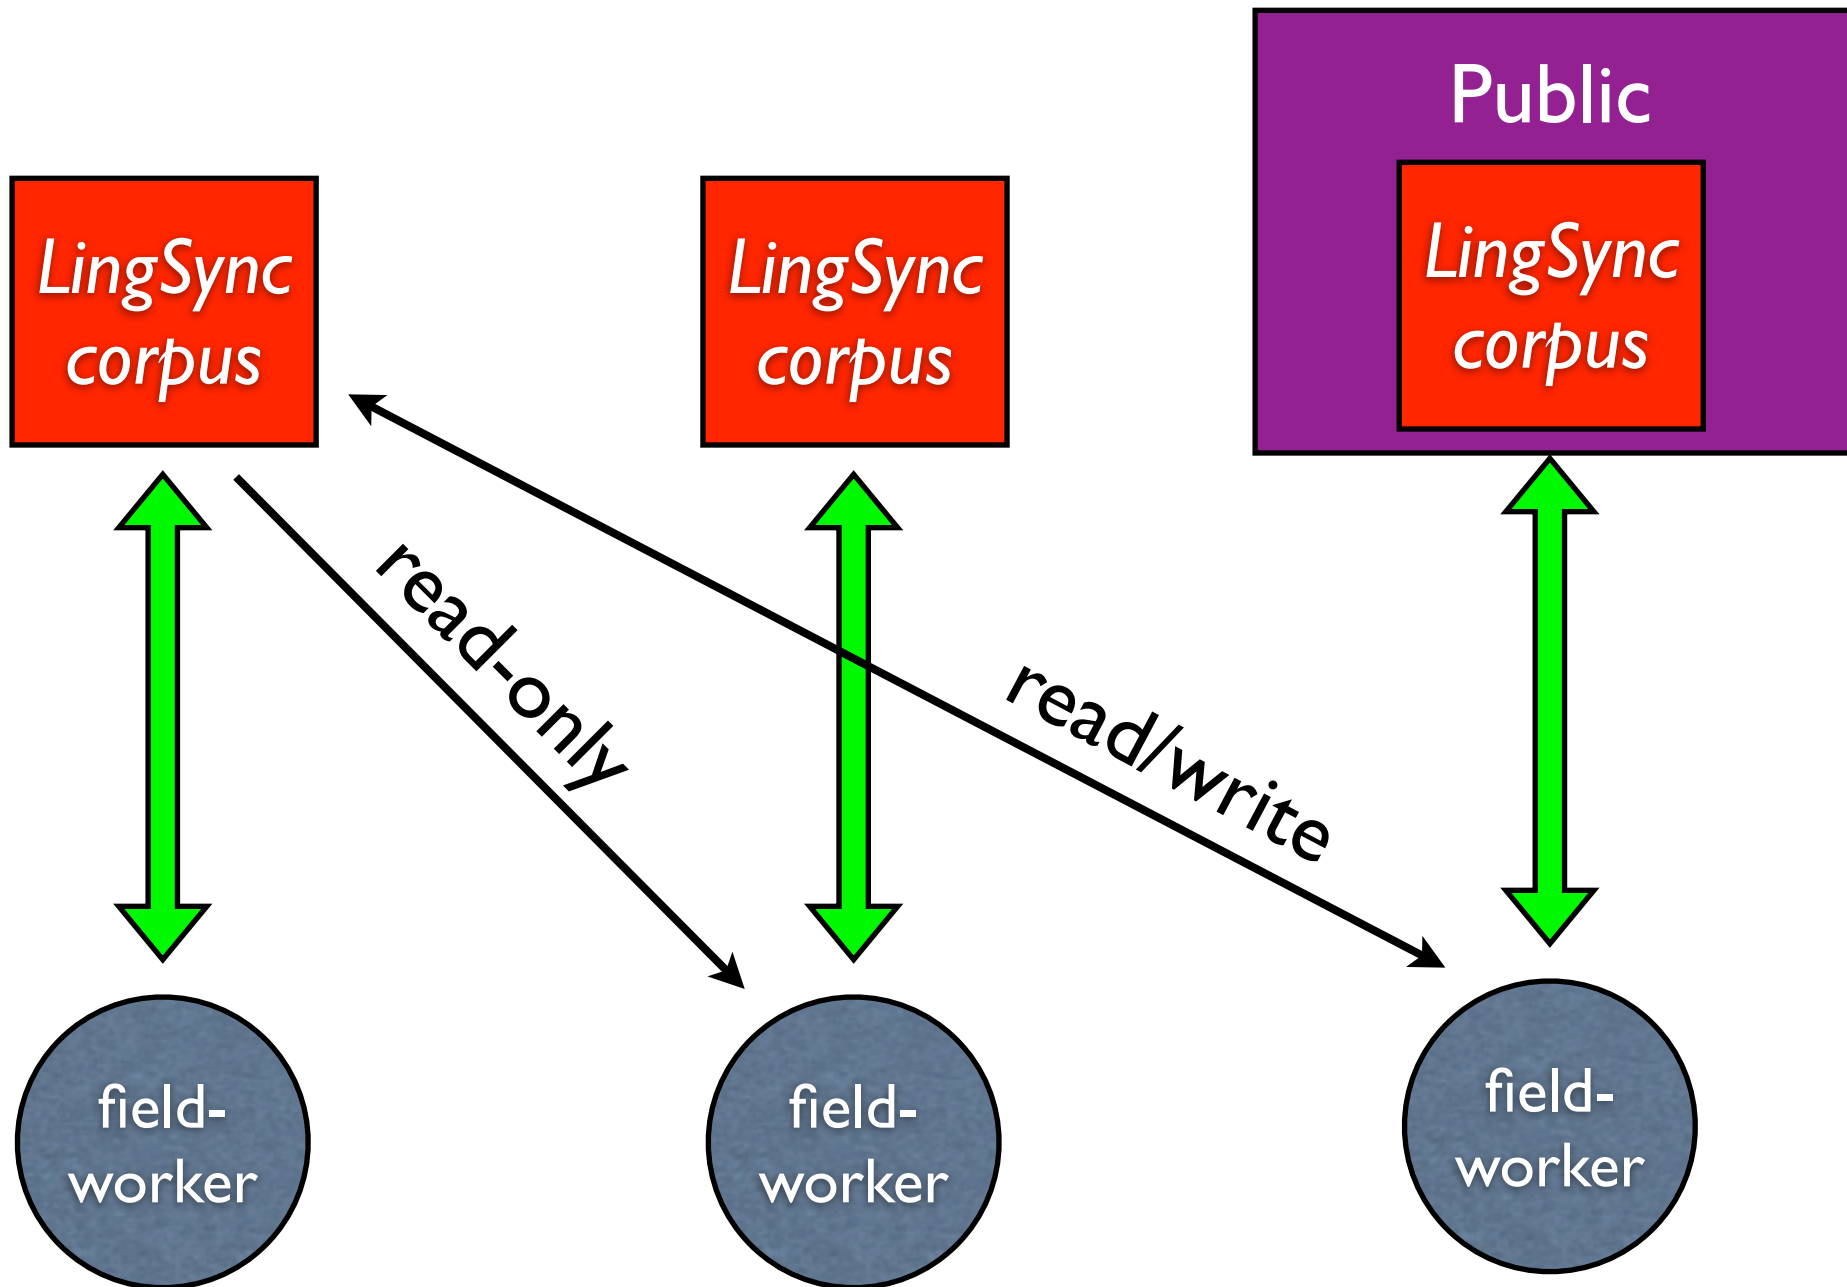 Public
LingSync
corpus
LingSync
corpus
LingSync
corpus
read-only
read/write
field-
worker
field-
worker
field-
worker